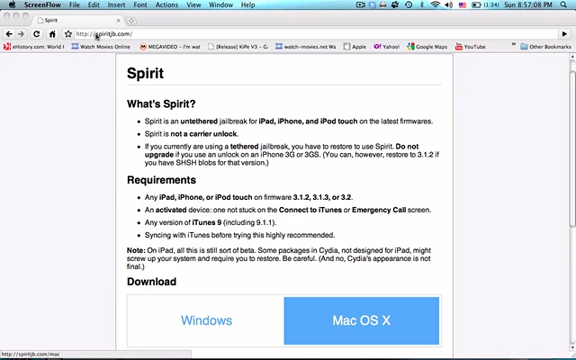 ScreenFlow File Edit Insert Font Actions View Window Help Sun 8:57:08 PM
Spirit
http://spiritjb.com/
eHistory.com: World I Watch Movies Online MEGAVIDEO - I'm wat [Release] KiFe V3 - G watch-movies.net Wa Apple Yahoo! Google Maps YouTube Other Bookmarks
Spirit
What's Spirit?
• Spirit is an untethered jailbreak for iPad, iPhone, and iPod touch on the latest firmwares.
• Spirit is not a carrier unlock.
• If you currently are using a tethered jailbreak, you have to restore to use Spirit. Do not
upgrade if you use an unlock on an iPhone 3G or 3GS. (You can, however, restore to 3.1.2 if
you have SHSH blobs for that version.)
Requirements
• Any iPad, iPhone, or iPod touch on firmware 3.1.2, 3.1.3, or 3.2.
• An activated device: one not stuck on the Connect to iTunes or Emergency Call screen.
• Any version of iTunes 9 (including 9.1.1).
• Syncing with iTunes before trying this highly recommended.
Note: On iPad, all this is still sort of beta. Some packages in Cydia, not designed for iPad, might
screw up your system and require you to restore. Be careful. (And no, Cydia's appearance is not
final.)
Download
Windows Mac OS X
http://spiritjb.com/mac